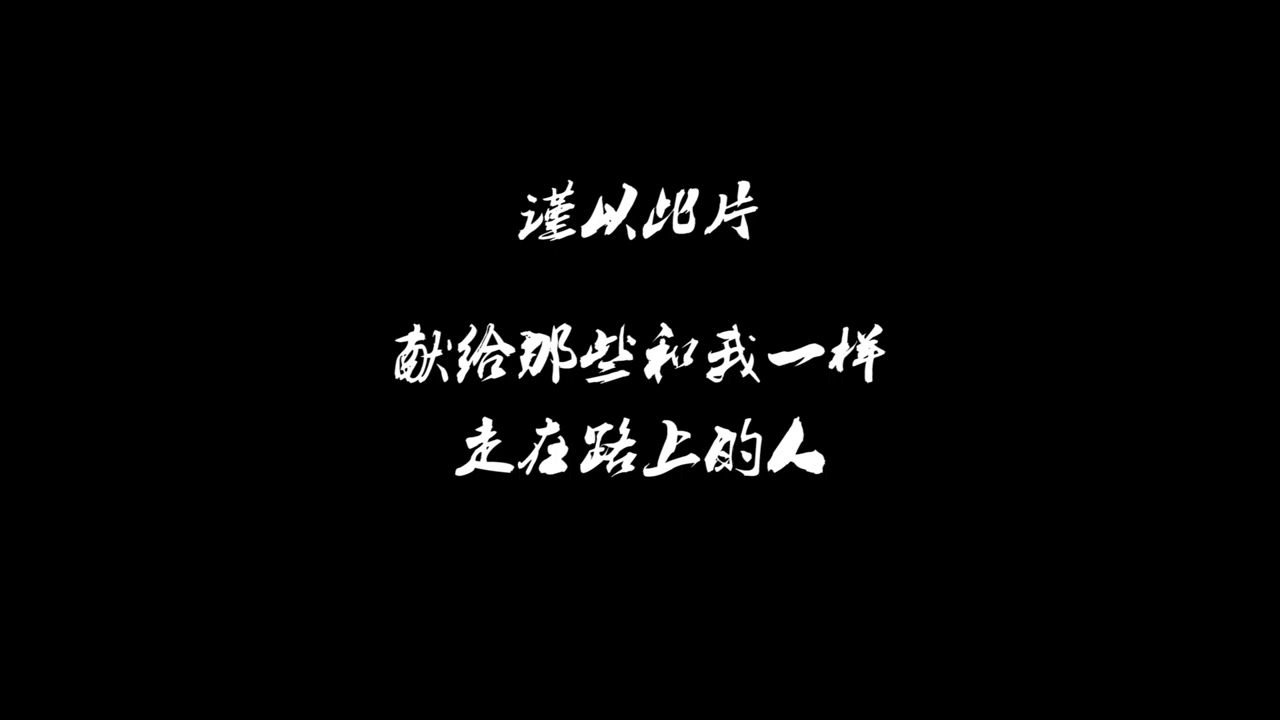 谨以此片
献给那些和我一样
走在路上的人